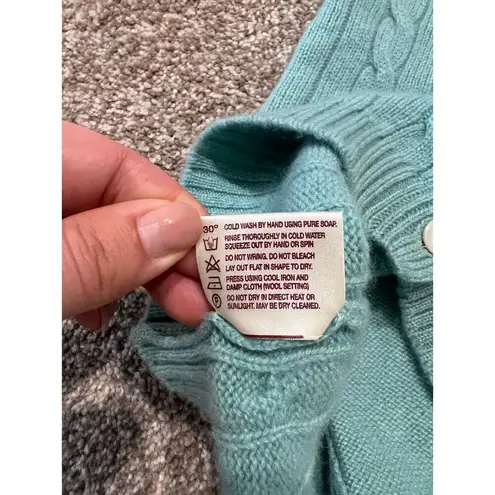 30° COLD WASH BY HAND USING PURE SOAP.
RINSE THOROUGHLY IN COLD WATER
SQUEEZE OUT BY HAND OR SPIN
DO NOT WRING. DO NOT BLEACH
LAY OUT FLAT IN SHAPE TO DRY.
PRESS USING COOL IRON AND
DAMP CLOTH (WOOL SETTING)
DO NOT DRY IN DIRECT HEAT OR
SUNLIGHT. MAY BE DRY CLEANED.